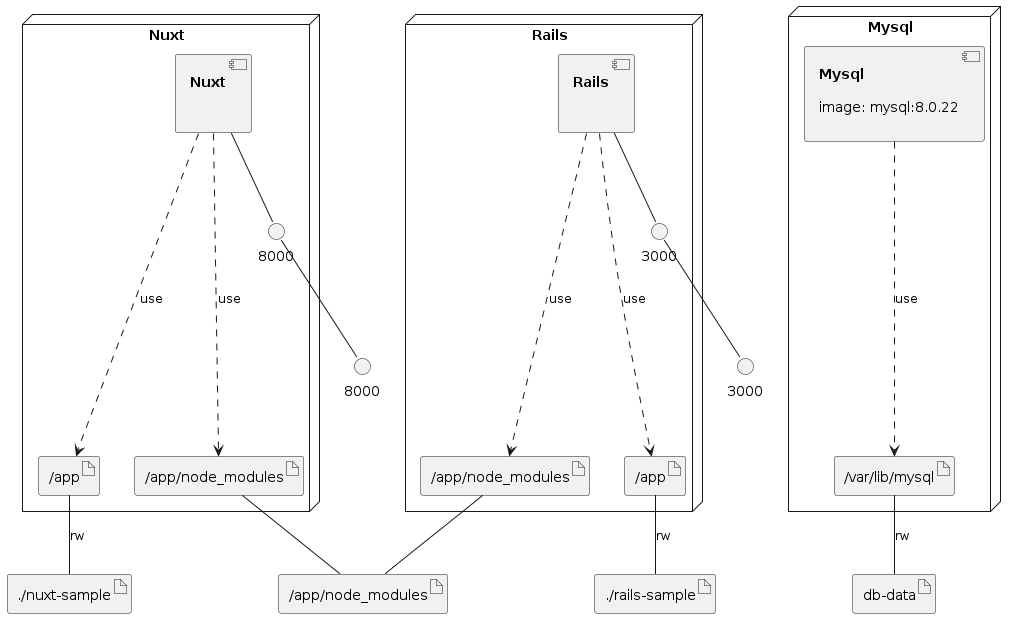 Nuxt
Rails
Mysql
Nuxt
Rails
Mysql
image: mysql:8.0.22
8000
3000
use
use
use
use
use
8000
3000
/app
/app/node_modules
/app/node_modules
/app
/var/lib/mysql
rw
rw
rw
./nuxt-sample
/app/node_modules
./rails-sample
db-data